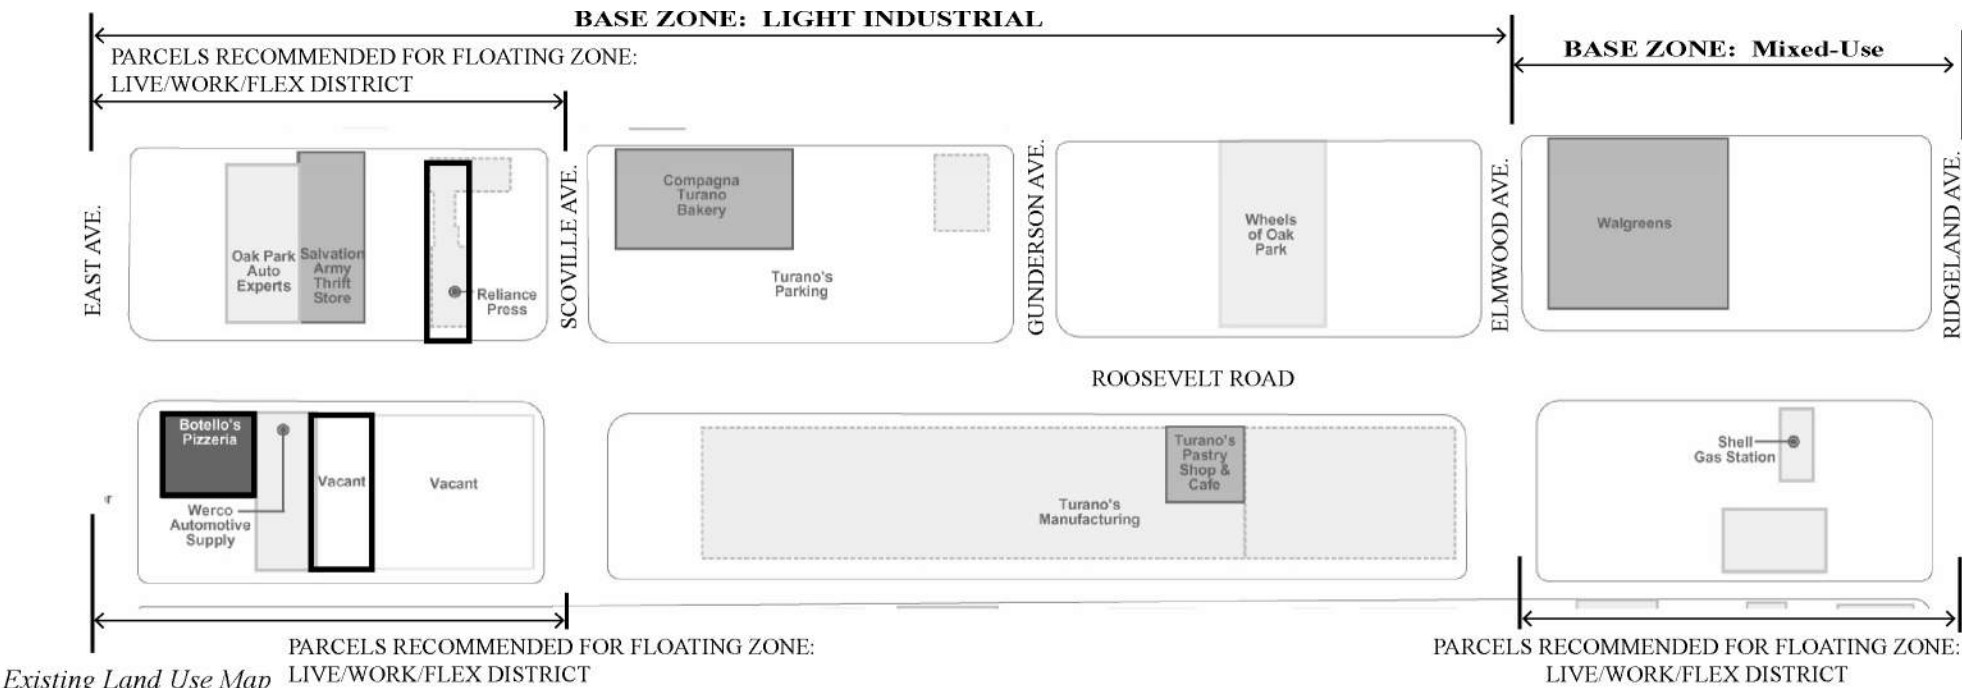 BASE ZONE: LIGHT INDUSTRIAL
BASE ZONE: Mixed-Use
PARCELS RECOMMENDED FOR FLOATING ZONE:
LIVE/WORK/FLEX DISTRICT
EAST AVE.
Oak Park
Auto
Experts
Salvation
Army
Thrift
Store
Reliance
Press
SCOVILLE AVE.
Compagna
Turano
Bakery
Turano's
Parking
GUNDERSON AVE.
Wheels
of Oak
Park
ELMWOOD AVE.
Walgreens
RIDGELAND AVE.
ROOSEVELT ROAD
Botello's
Pizzeria
Werco
Automotive
Supply
Vacant
Vacant
Turano's
Pastry
Shop &
Cafe
Turano's
Manufacturing
Shell
Gas Station
PARCELS RECOMMENDED FOR FLOATING ZONE:
LIVE/WORK/FLEX DISTRICT
PARCELS RECOMMENDED FOR FLOATING ZONE:
LIVE/WORK/FLEX DISTRICT
Existing Land Use Map